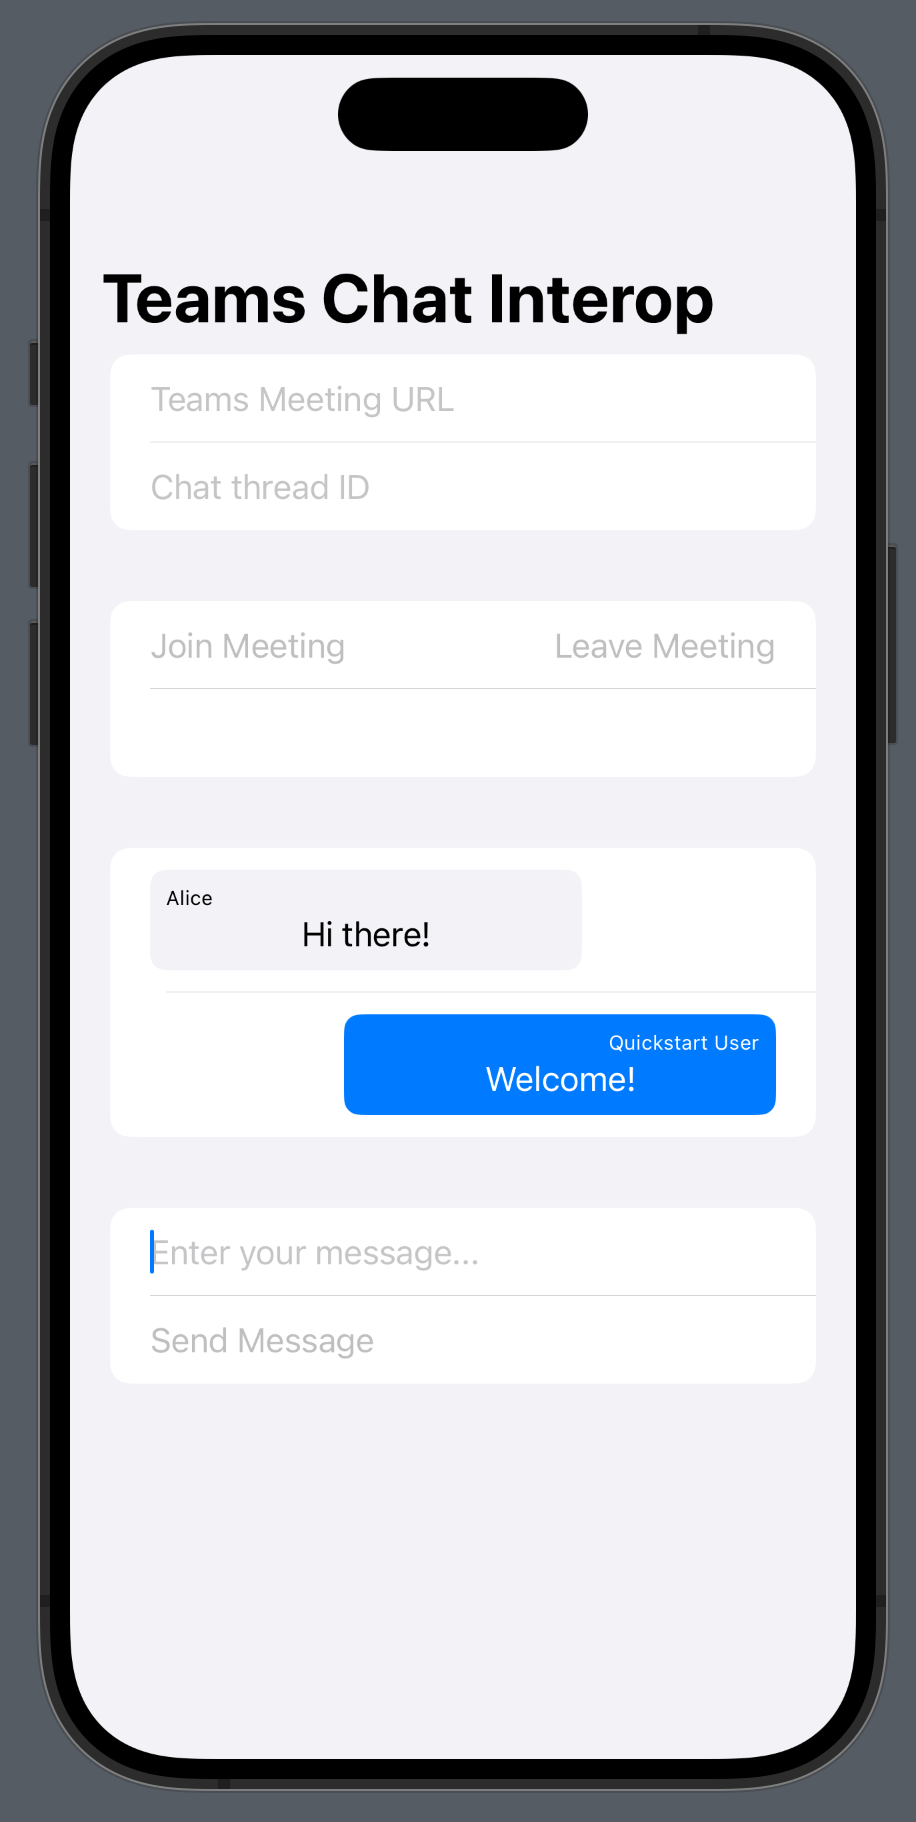 Teams Chat Interop
Teams Meeting URL
Chat thread ID
Join Meeting Leave Meeting
Alice
Hi there!
Quickstart User
Welcome!
Enter your message...
Send Message